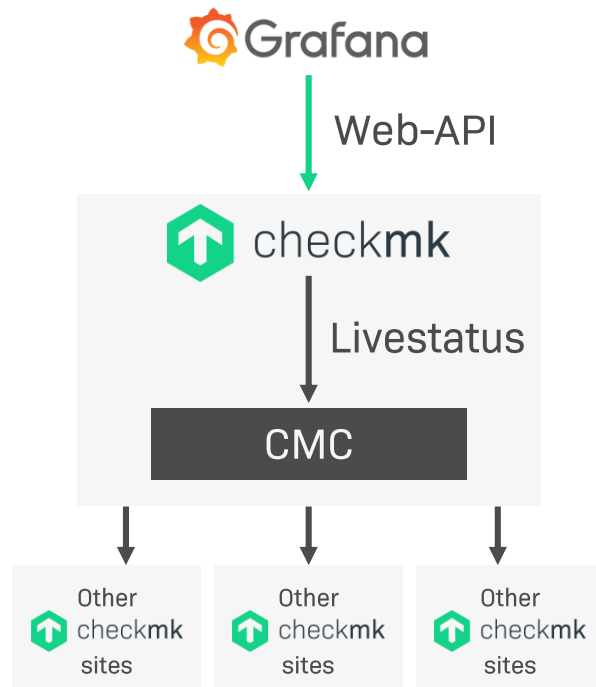 Grafana
Web-API
checkmk
Livestatus
CMC
Other
checkmk
sites
Other
checkmk
sites
Other
checkmk
sites